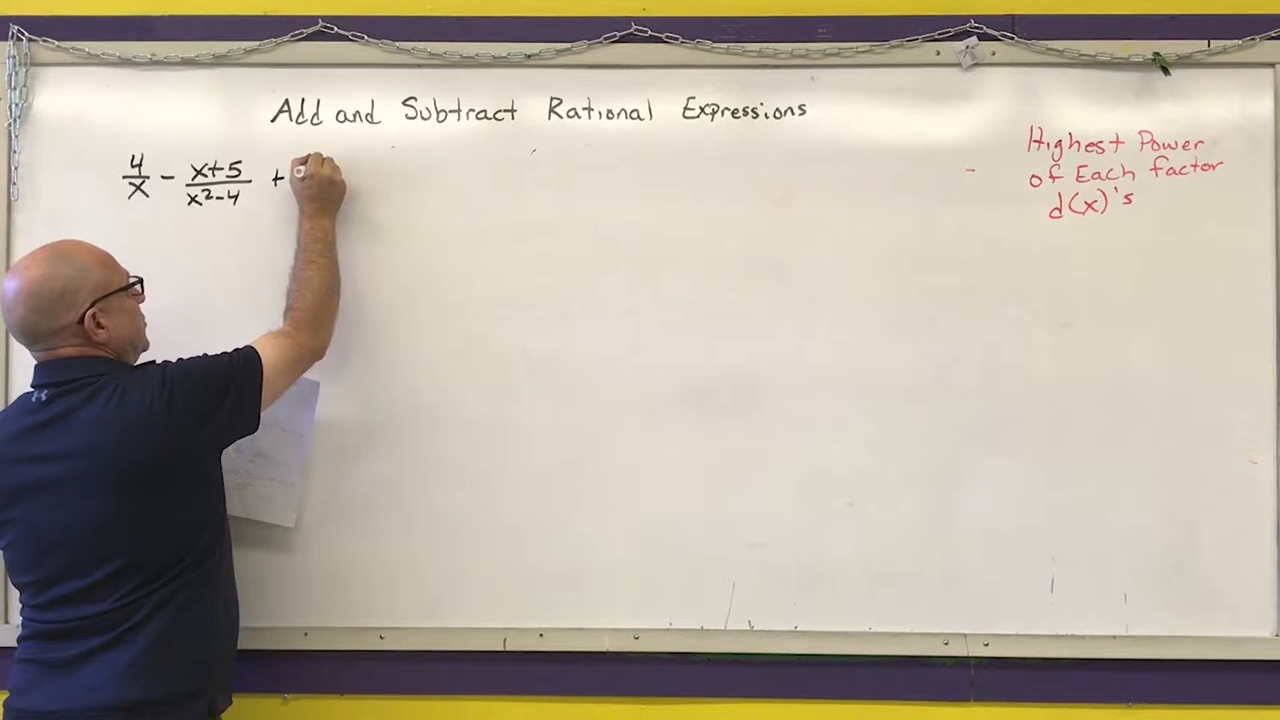 Add and Subtract Rational Expressions
4/x - x+5/x²-4 +
Highest Power
of Each factor
d(x)'s